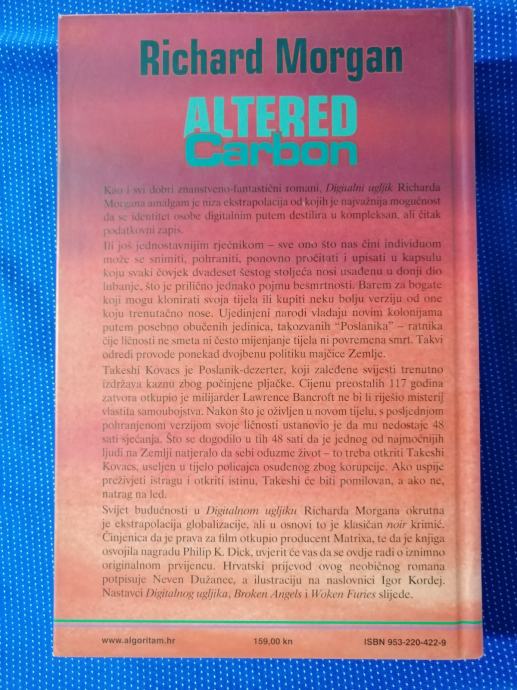 Richard Morgan
ALTERED
Carbon
Kao i svi dobri znanstveno-fantastični romani, Digitalni ugljik Richarda
Morgana amalgam je niza ekstrapolacija od kojih je najvažnija mogućnost
da se identitet osobe digitalnim putem destilira u kompleksan, ali čitak
podatkovni zapis.
Ili još jednostavnijim rječnikom – sve ono što nas čini individuom
može se snimiti, pohraniti, ponovno pročitati i upisati u kapsulu
koju svaki čovjek dvadeset šestog stoljeća nosi usađenu u donji dio
lubanje, što je prilično jednako pojmu besmrtnosti. Barem za bogate
koji mogu klonirati svoja tijela ili kupiti neku bolju verziju od one
koju trenutačno nose. Ujedinjeni narodi vladaju novim kolonijama
putem posebno obučenih jedinica, takozvanih "Poslanika" – ratnika
čije ličnosti ne smeta ni često mijenjanje tijela ni povremena smrt. Takvi
odredi provode ponekad dvojbenu politiku majčice Zemlje.
Takeshi Kovacs je Poslanik-dezerter, koji zaleđene svijesti trenutno
izdržava kaznu zbog počinjene pljačke. Cijenu preostalih 117 godina
zatvora otkupio je milijarder Lawrence Bancroft ne bi li riješio misterij
vlastita samoubojstva. Nakon što je oživljen u novom tijelu, s posljednjom
pohranjenom verzijom svoje ličnosti ustanovio je da mu nedostaje 48
sati sjećanja. Što se dogodilo u tih 48 sati da je jednog od najmoćnijih
ljudi na Zemlji natjeralo da sebi oduzme život – to treba otkriti Takeshi
Kovacs, useljen u tijelo policajca osuđenog zbog korupcije. Ako uspije
preživjeti istragu i otkriti istinu, Takeshi će biti pomilovan, a ako ne,
natrag na led.
Svijet budućnosti u Digitalnom ugljiku Richarda Morgana okrutna
je ekstrapolacija globalizacije, ali u osnovi to je klasičan noir krimić.
Činjenica da je prava za film otkupio producent Matrixa, te da je knjiga
osvojila nagradu Philip K. Dick, uvjerit će vas da se ovdje radi o iznimno
originalnom prvijencu. Hrvatski prijevod ovog neobičnog romana
potpisuje Neven Dužanec, a ilustraciju na naslovnici Igor Kordej.
Nastavci Digitalnog ugljika, Broken Angels i Woken Furies slijede.
www.algoritam.hr
159,00 kn
ISBN 953-220-422-9